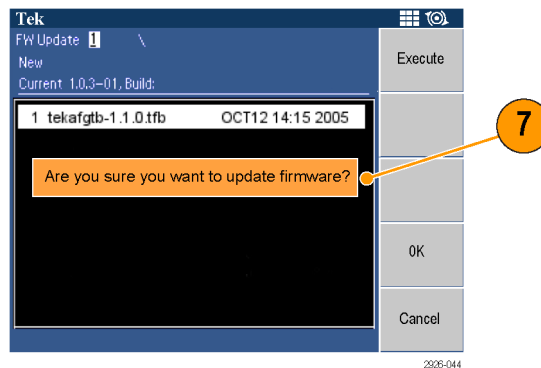 Tek
FW Update 1 \
New
Current 1.0.3-01, Build:
1 tekafgtb-1.1.0.tfb OCT12 14:15 2005
Are you sure you want to update firmware?
Execute
OK
Cancel
7
2926-044